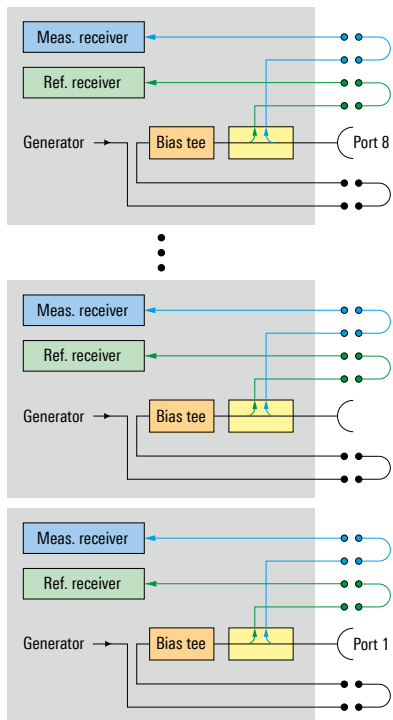 Meas. receiver
Ref. receiver
Generator
Bias tee
Port 8
Meas. receiver
Ref. receiver
Generator
Bias tee
Meas. receiver
Ref. receiver
Generator
Bias tee
Port 1